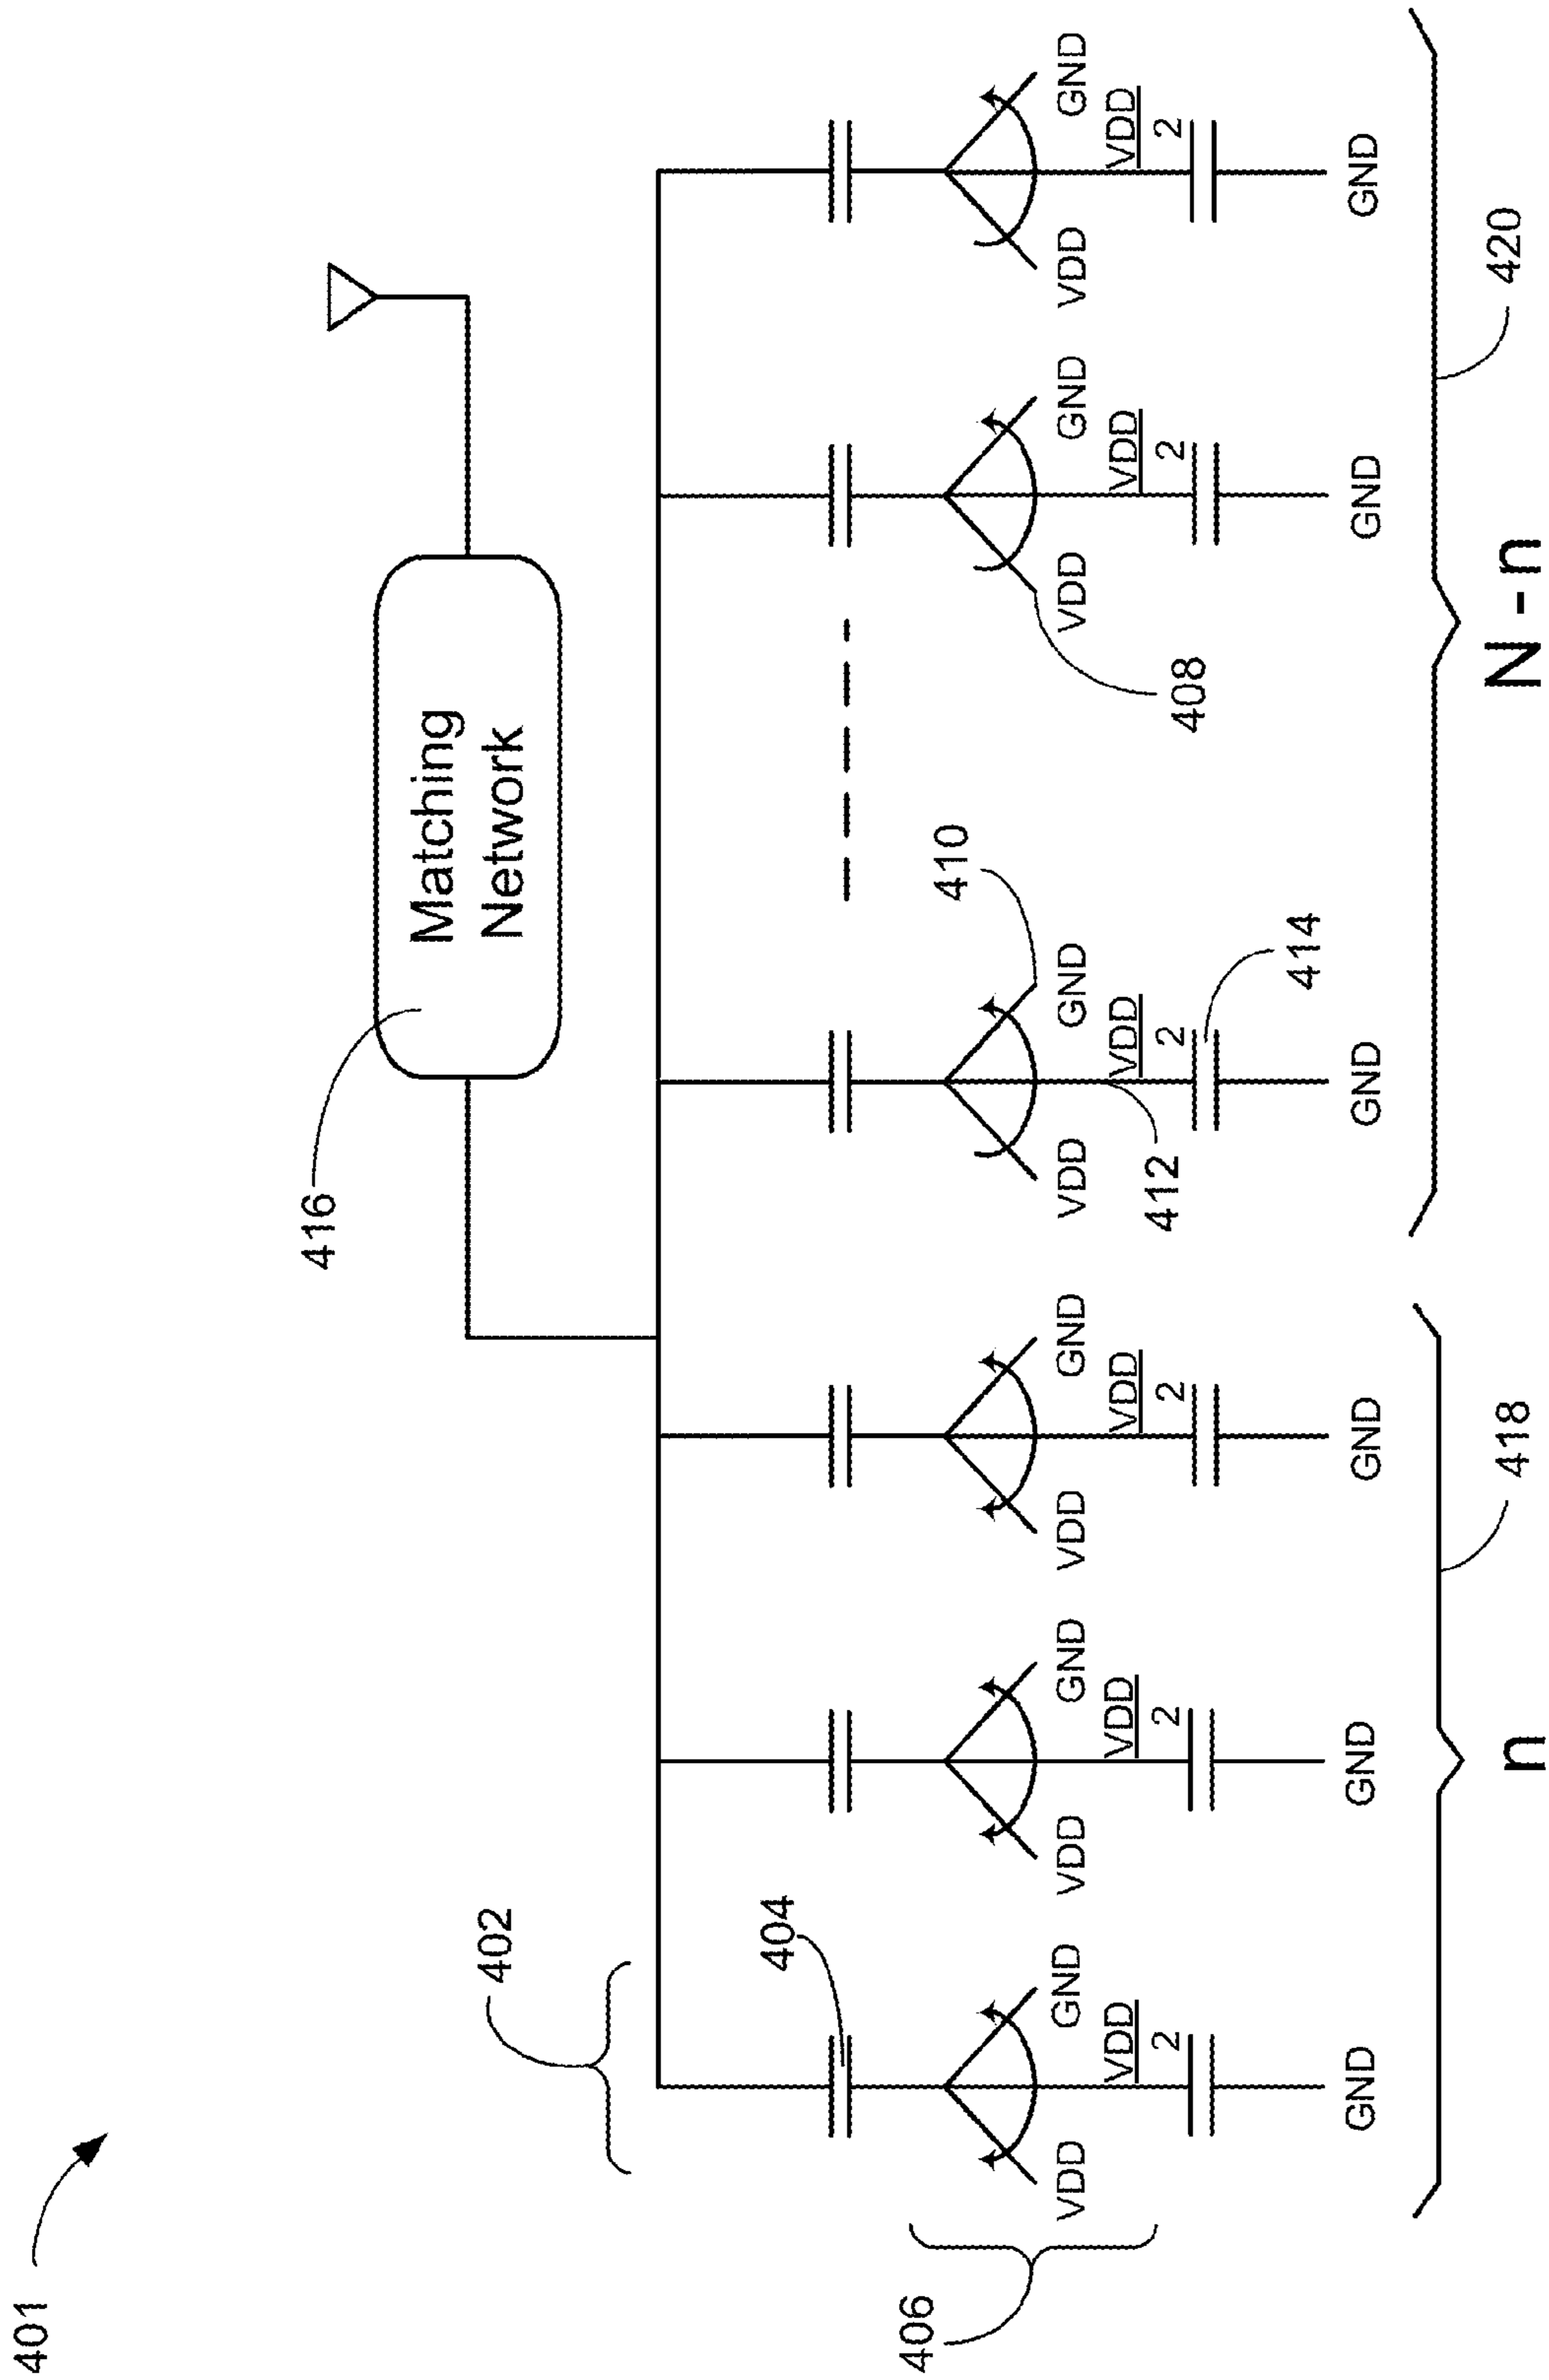 401
416
Matching
Network
402
404
410
406
VDD
GND
VDD
GND
VDD
GND
VDD
GND
VDD
GND
VDD
GND
408
VDD
2
VDD
2
VDD
2
412
VDD
2
VDD
2
VDD
2
414
GND
GND
GND
GND
GND
GND
418
420
n
N - n